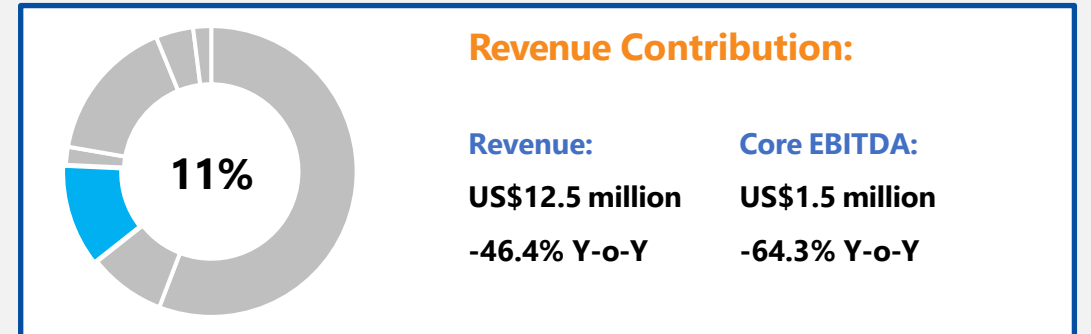 11%
Revenue Contribution:
Revenue:
US$12.5 million
-46.4% Y-o-Y
Core EBITDA:
US$1.5 million
-64.3% Y-o-Y